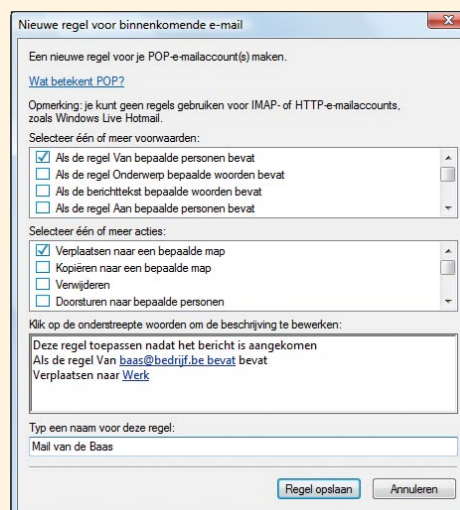 Nieuwe regel voor binnenkomende e-mail
Een nieuwe regel voor je POP-e-mailaccount(s) maken.
Wat betekent POP?
Opmerking: je kunt geen regels gebruiken voor IMAP- of HTTP-e-mailaccounts,
zoals Windows Live Hotmail.
Selecteer één of meer voorwaarden:
Als de regel Van bepaalde personen bevat
Als de regel Onderwerp bepaalde woorden bevat
Als de berichttekst bepaalde woorden bevat
Als de regel Aan bepaalde personen bevat
Selecteer één of meer acties:
Verplaatsen naar een bepaalde map
Kopiëren naar een bepaalde map
Verwijderen
Doorsturen naar bepaalde personen
Klik op de onderstreepte woorden om de beschrijving te bewerken:
Deze regel toepassen nadat het bericht is aangekomen
Als de regel Van baas@bedrijf.be bevat bevat
Verplaatsen naar Werk
Typ een naam voor deze regel:
Mail van de Baas
Regel opslaan Annuleren